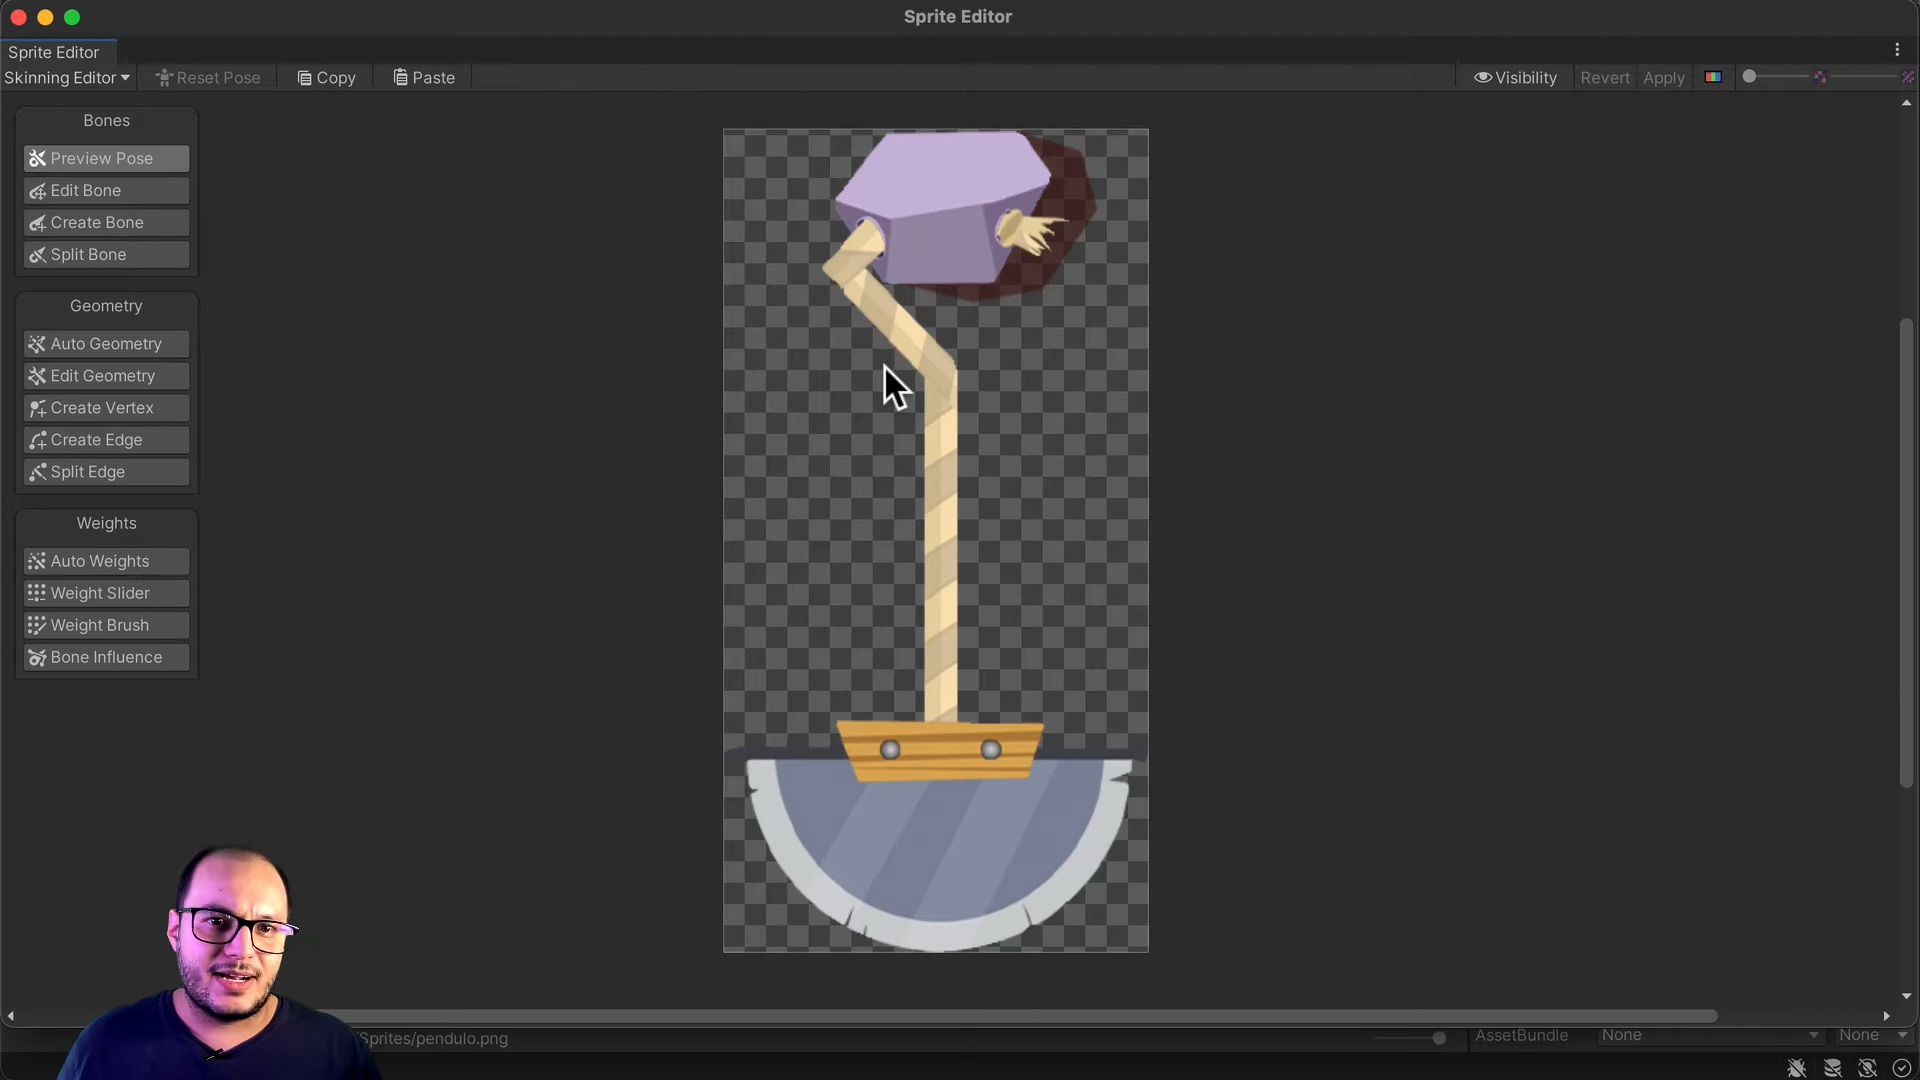 Sprite Editor
Sprite Editor
Skinning Editor Reset Pose Copy Paste Visibility Revert Apply
Bones
Preview Pose
Edit Bone
Create Bone
Split Bone
Geometry
Auto Geometry
Edit Geometry
Create Vertex
Create Edge
Split Edge
Weights
Auto Weights
Weight Slider
Weight Brush
Bone Influence
Sprites/pendulo.png AssetBundle None None